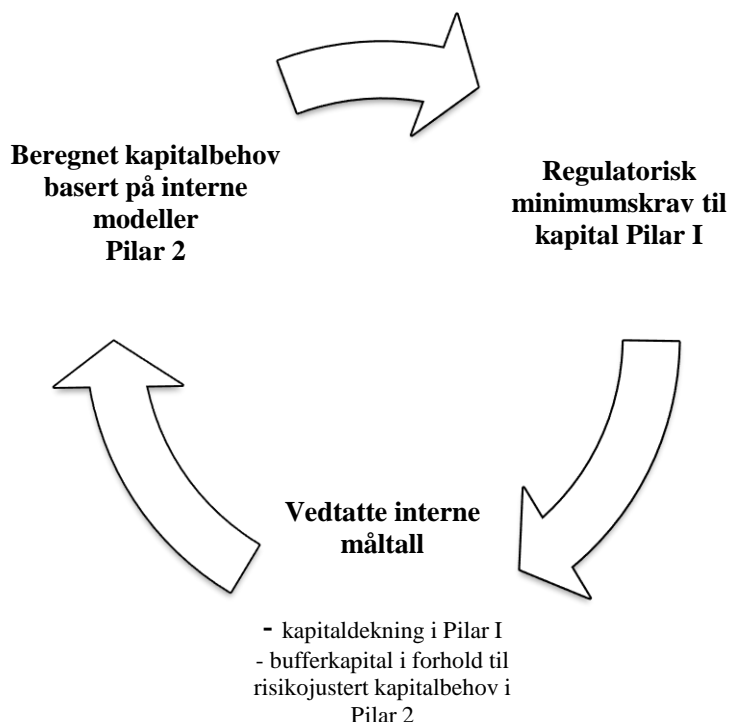 Beregnet kapitalbehov
basert på interne
modeller
Pilar 2
Regulatorisk
minimumskrav til
kapital Pilar I
Vedtatte interne
måltall
- kapitaldekning i Pilar I
- bufferkapital i forhold til
risikojustert kapitalbehov i
Pilar 2